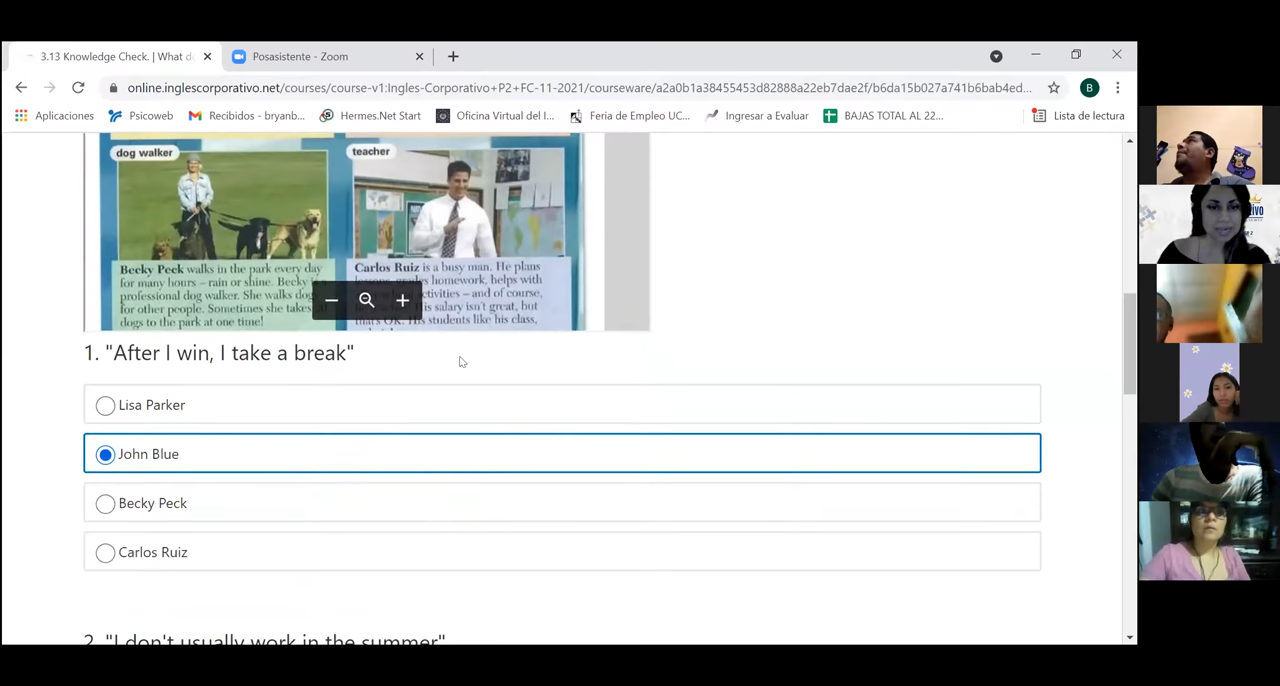 3.13 Knowledge Check. | What d
Posasistente - Zoom
online.inglescorporativo.net/courses/course-v1:Ingles-Corporativo+P2+FC-11-2021/courseware/a2a0b1a38455453d82888a22eb7dae2f/b6da15b027a741b6bab4ed...
B
Aplicaciones
Psicoweb
Recibidos - bryanb...
Hermes.Net Start
Oficina Virtual del I...
Feria de Empleo UC...
Ingresar a Evaluar
BAJAS TOTAL AL 22...
Lista de lectura
dog walker
teacher
Becky Peck walks in the park every day
for many hours – rain or shine. Becky is
professional dog walker. She walks dog
for other people. Sometimes she takes
dogs to the park at one time!
Carlos Ruiz is a busy man. He plans
homework, helps with
activities – and of course,
his salary isn't great, but
that's OK. His students like his class,
1. "After I win, I take a break"
Lisa Parker
John Blue
Becky Peck
Carlos Ruiz
2. "I don't usually work in the summer"